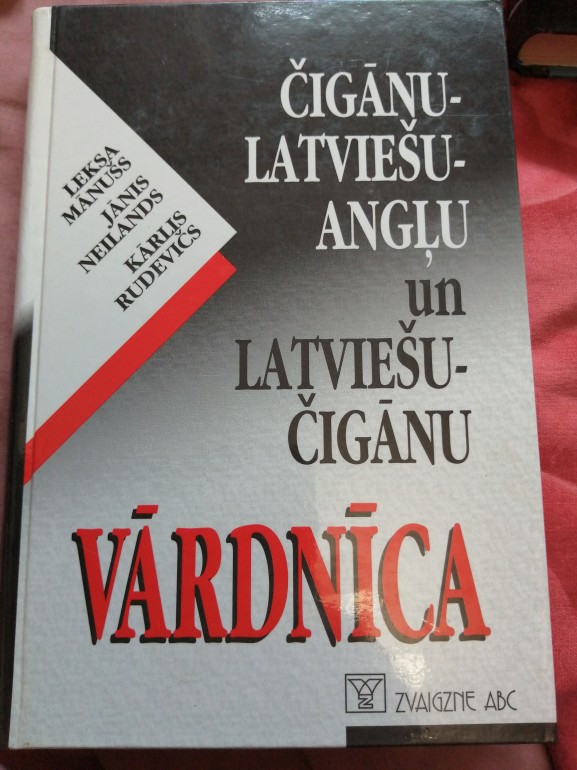 LEKSA
MĀNUŠS
JĀNIS
NEILANDS
KĀRLIS
RUDEVIČS
ČIGĀNU-
LATVIEŠU-
ANGĻU
un
LATVIEŠU-
ČIGĀNU
VĀRDNĪCA
ZVAIGZNE ABC